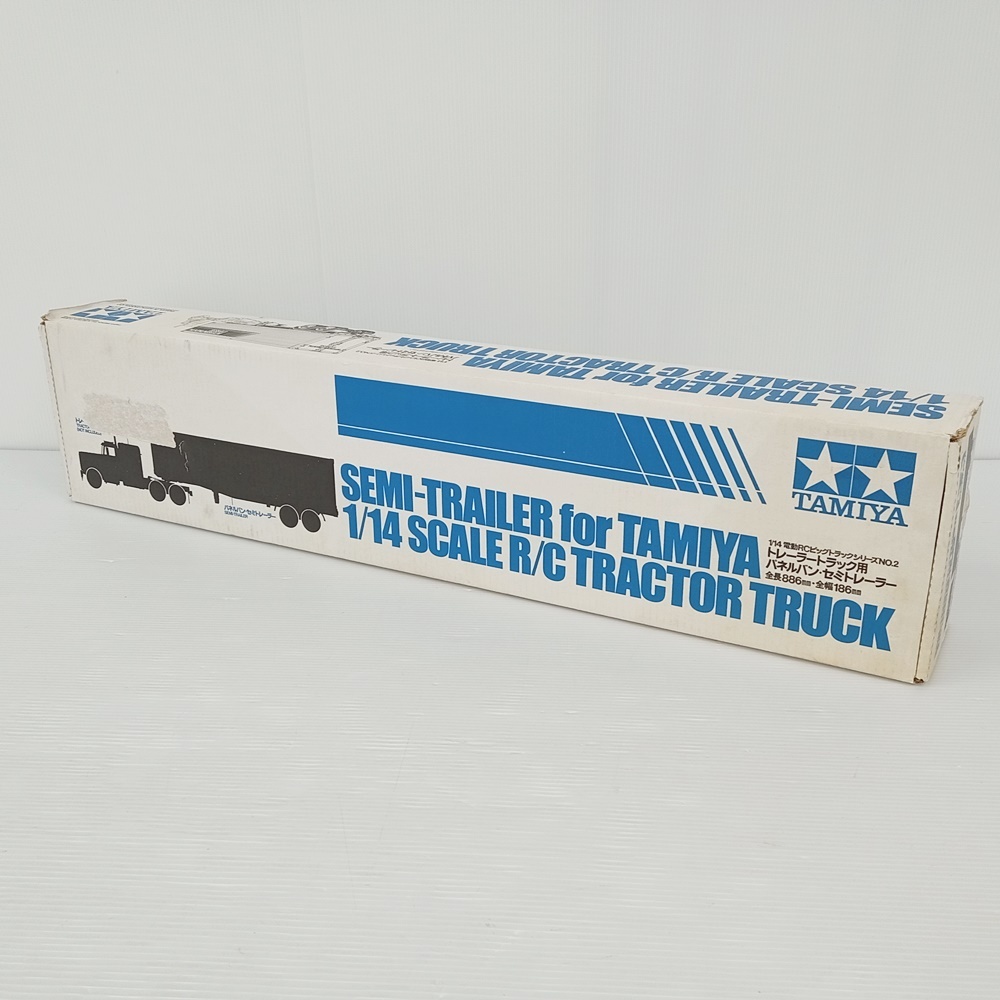 TAMIYA
SEMI-TRAILER for TAMIYA
1/14 SCALE R/C TRACTOR TRUCK
パネルバン・セミトレーラー
SEMI-TRAILER
SEMI-TRAILER for TAMIYA
1/14 SCALE R/C TRACTOR TRUCK
TAMIYA
1/14 電動RCビッグトラックシリーズNO.2
トレーラートラック用
パネルバン・セミトレーラー
全長886mm・全幅186mm